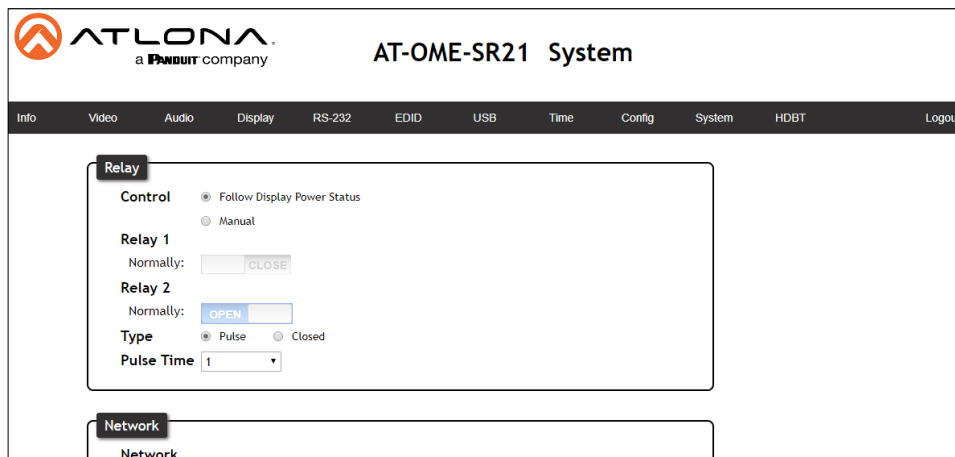 ATLONA.
a PANDUIT company
AT-OME-SR21 System
Info Video Audio Display RS-232 EDID USB Time Config System HDBT Logou
Relay
Control Follow Display Power Status
Manual
Relay 1
Normally: CLOSE
Relay 2
Normally: OPEN
Type Pulse Closed
Pulse Time 1
Network
Network